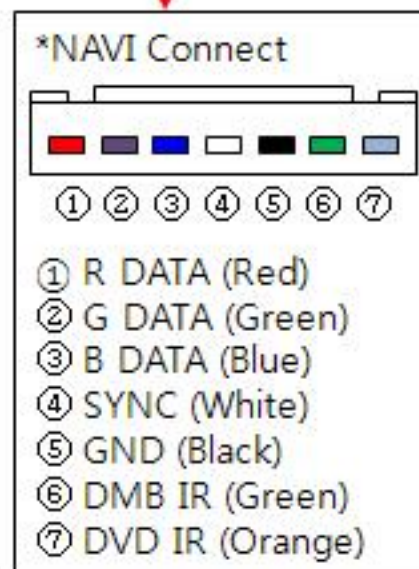 *NAVI Connect
① ② ③ ④ ⑤ ⑥ ⑦
① R DATA (Red)
② G DATA (Green)
③ B DATA (Blue)
④ SYNC (White)
⑤ GND (Black)
⑥ DMB IR (Green)
⑦ DVD IR (Orange)